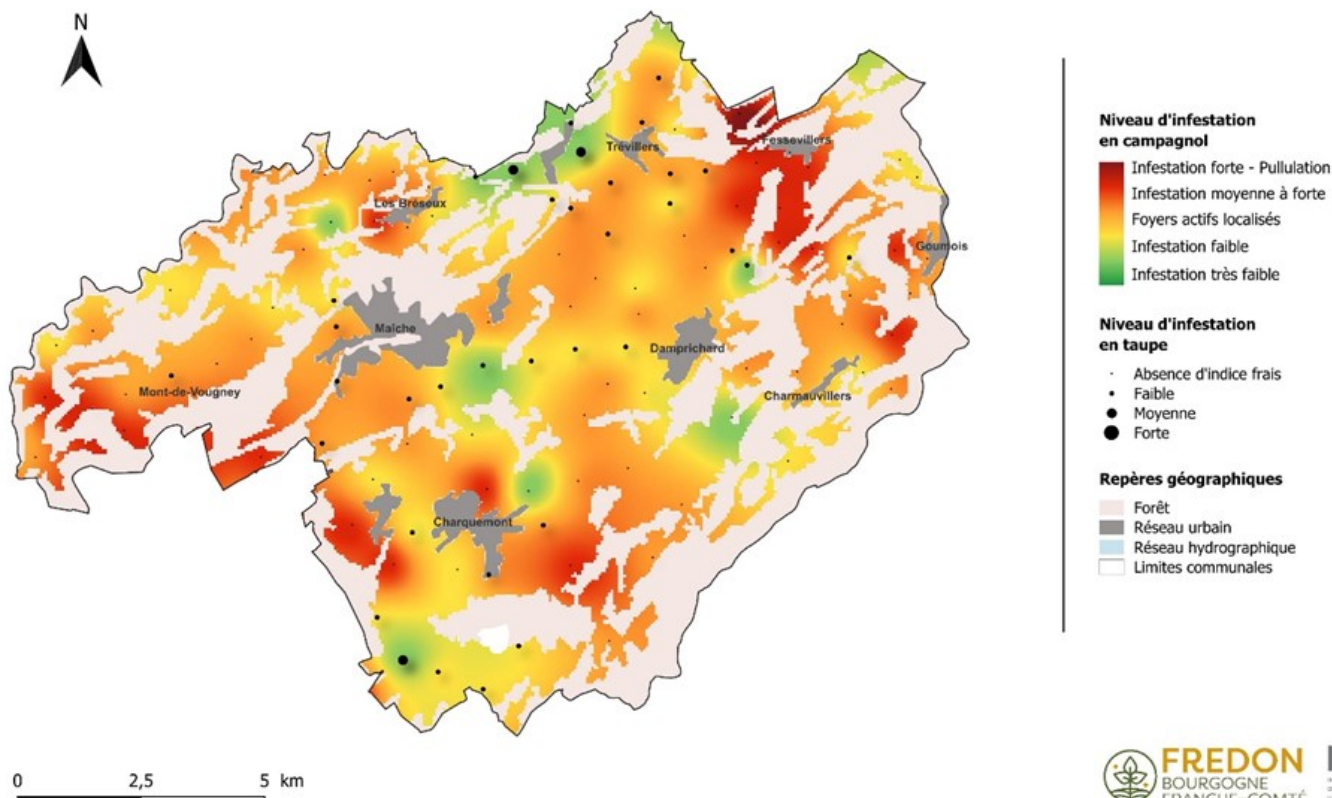 N
Trévillers
Fessevillers
Les Bréseux
Goumois
Maîche
Damprichard
Mont-de-Vougney
Charmauvillers
Charquemont
0 2,5 5 km
Niveau d'infestation
en campagnol
Infestation forte - Pullulation
Infestation moyenne à forte
Foyers actifs localisés
Infestation faible
Infestation très faible
Niveau d'infestation
en taupe
Absence d'indice frais
Faible
Moyenne
Forte
Repères géographiques
Forêt
Réseau urbain
Réseau hydrographique
Limites communales
FREDON
BOURGOGNE
FRANCHE-COMTÉ